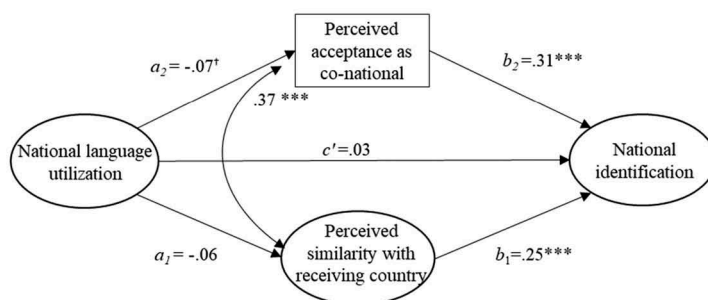 Perceived
acceptance as
co-national
a₂= -.07†
b₂=.31***
.37 ***
National language
utilization
c'=.03
National
identification
Perceived
similarity with
receiving country
a₁= -.06
b₁=.25***